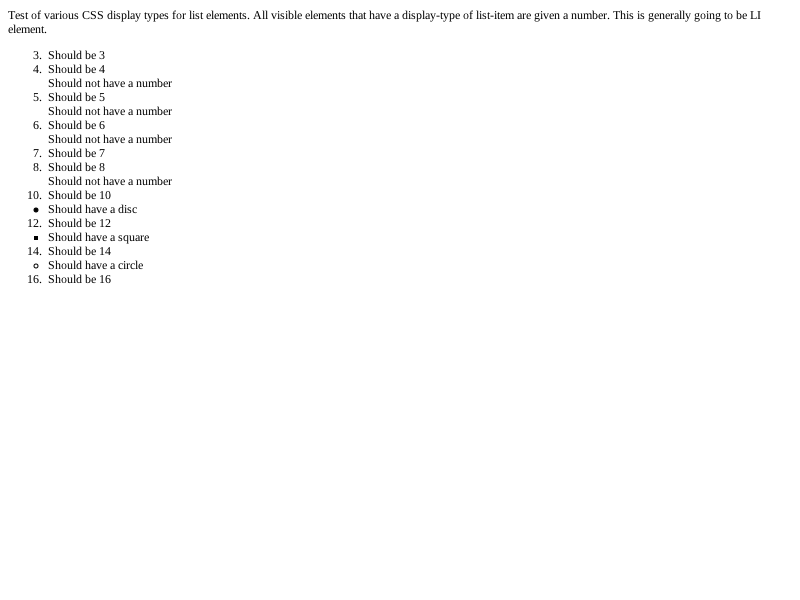 Test of various CSS display types for list elements. All visible elements that have a display-type of list-item are given a number. This is generally going to be LI
element.
3. Should be 3
4. Should be 4
Should not have a number
5. Should be 5
Should not have a number
6. Should be 6
Should not have a number
7. Should be 7
8. Should be 8
Should not have a number
10. Should be 10
• Should have a disc
12. Should be 12
▪ Should have a square
14. Should be 14
◦ Should have a circle
16. Should be 16